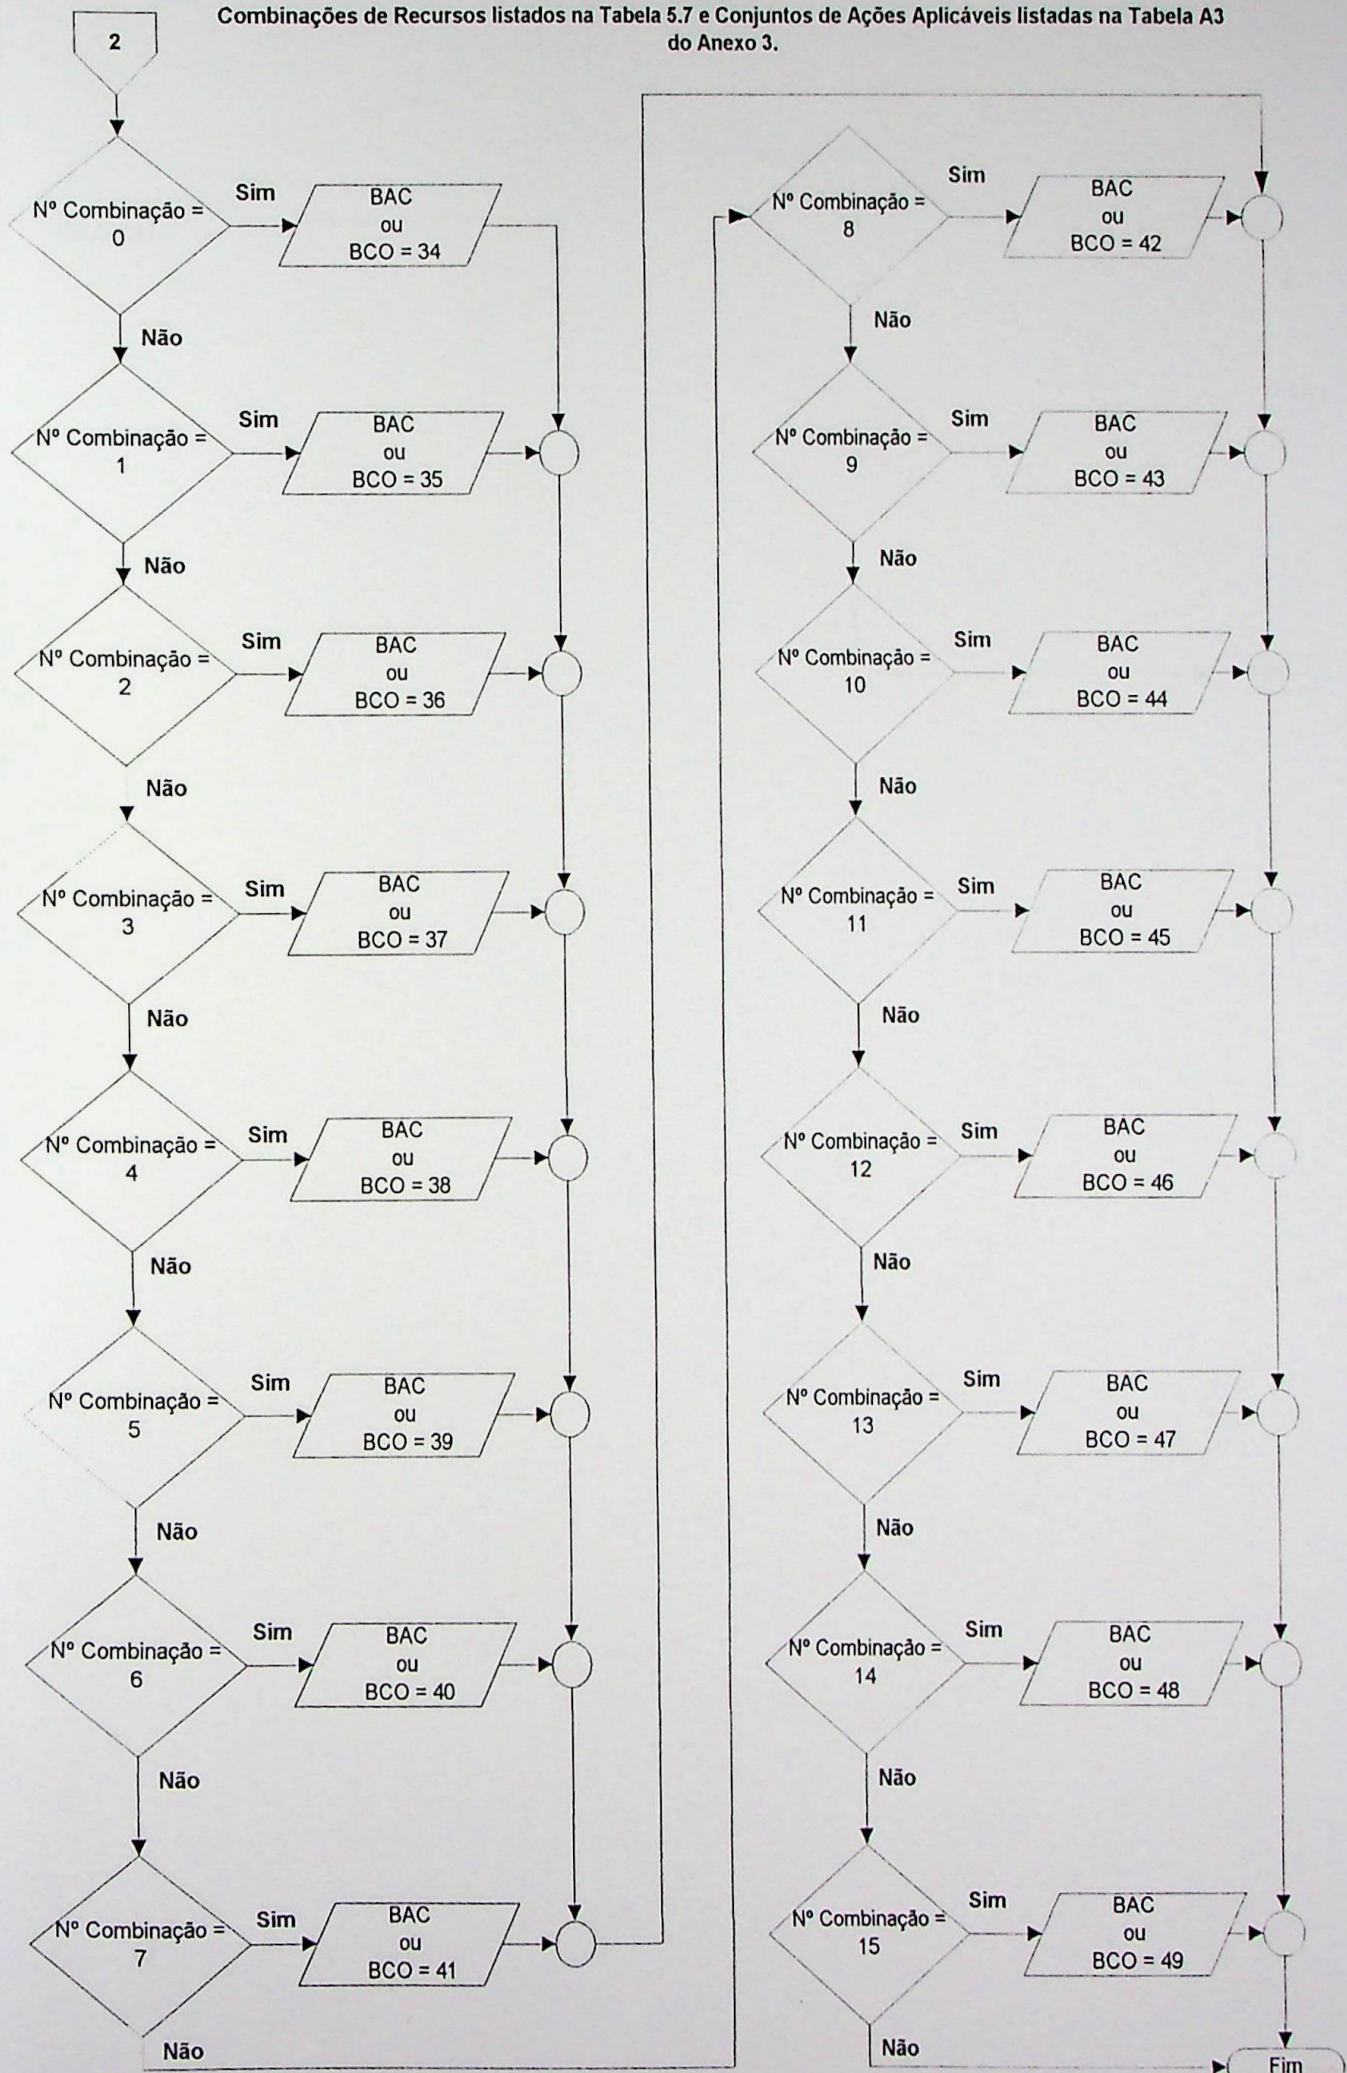 Combinações de Recursos listados na Tabela 5.7 e Conjuntos de Ações Aplicáveis listadas na Tabela A3
do Anexo 3.
2
Nº Combinação =
0
Sim
BAC
ou
BCO = 34
Não
Nº Combinação =
1
Sim
BAC
ou
BCO = 35
Não
Nº Combinação =
2
Sim
BAC
ou
BCO = 36
Não
Nº Combinação =
3
Sim
BAC
ou
BCO = 37
Não
Nº Combinação =
4
Sim
BAC
ou
BCO = 38
Não
Nº Combinação =
5
Sim
BAC
ou
BCO = 39
Não
Nº Combinação =
6
Sim
BAC
ou
BCO = 40
Não
Nº Combinação =
7
Sim
BAC
ou
BCO = 41
Não
Nº Combinação =
8
Sim
BAC
ou
BCO = 42
Não
Nº Combinação =
9
Sim
BAC
ou
BCO = 43
Não
Nº Combinação =
10
Sim
BAC
ou
BCO = 44
Não
Nº Combinação =
11
Sim
BAC
ou
BCO = 45
Não
Nº Combinação =
12
Sim
BAC
ou
BCO = 46
Não
Nº Combinação =
13
Sim
BAC
ou
BCO = 47
Não
Nº Combinação =
14
Sim
BAC
ou
BCO = 48
Não
Nº Combinação =
15
Sim
BAC
ou
BCO = 49
Não
Fim